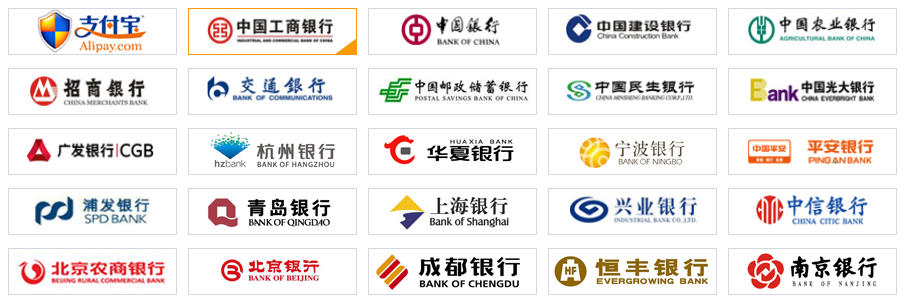 支付宝
Alipay.com
中国工商银行
INDUSTRIAL AND COMMERCIAL BANK OF CHINA
中国银行
BANK OF CHINA
中国建设银行
China Construction Bank
中国农业银行
AGRICULTURAL BANK OF CHINA
招商银行
CHINA MERCHANTS BANK
交通银行
BANK OF COMMUNICATIONS
中国邮政储蓄银行
POSTAL SAVINGS BANK OF CHINA
中国民生银行
CHINA MINSHENG BANKING CORP.,LTD.
Bank
中国光大银行
CHINA EVERBRIGHT BANK
广发银行|CGB
hzbank
杭州银行
BANK OF HANGZHOU
HUAXIA BANK
华夏银行
宁波银行
BANK OF NINGBO
中国平安
平安银行
PING AN BANK
浦发银行
SPD BANK
青岛银行
BANK OF QINGDAO
上海银行
Bank of Shanghai
兴业银行
INDUSTRIAL BANK CO.,LTD.
中信银行
CHINA CITIC BANK
北京农商银行
BEIJING RURAL COMMERCIAL BANK
北京银行
BANK OF BEIJING
成都银行
BANK OF CHENGDU
HF
恒丰银行
EVERGROWING BANK
南京银行
BANK OF NANJING